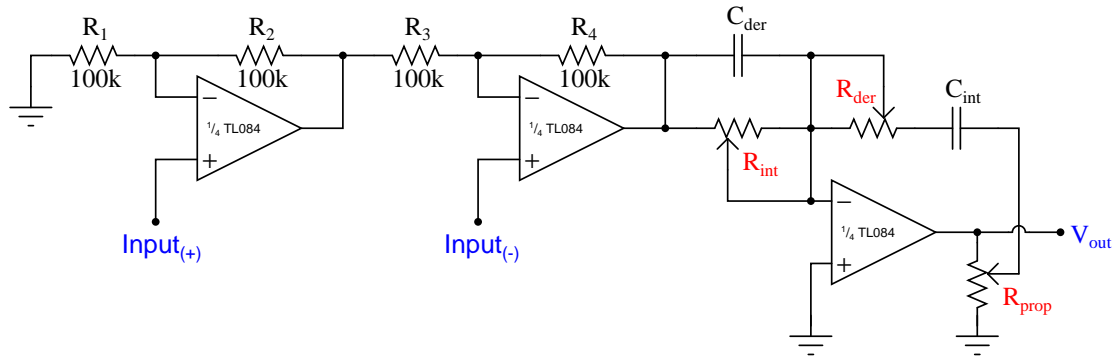 R1
100k
R2
100k
R3
100k
R4
100k
Cder
−
+
1/4 TL084
−
+
1/4 TL084
Rint
Rder
Cint
Input(+)
Input(-)
−
+
1/4 TL084
Vout
Rprop